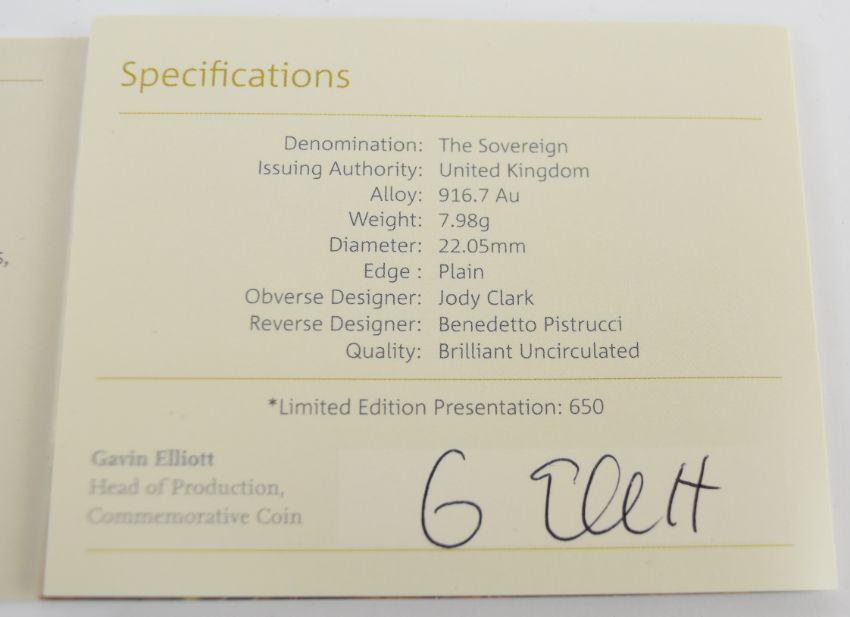 Specifications
Denomination: The Sovereign
Issuing Authority: United Kingdom
Alloy: 916.7 Au
Weight: 7.98g
Diameter: 22.05mm
Edge : Plain
Obverse Designer: Jody Clark
Reverse Designer: Benedetto Pistrucci
Quality: Brilliant Uncirculated
*Limited Edition Presentation: 650
Gavin Elliott
Head of Production,
Commemorative Coin
G Elliott